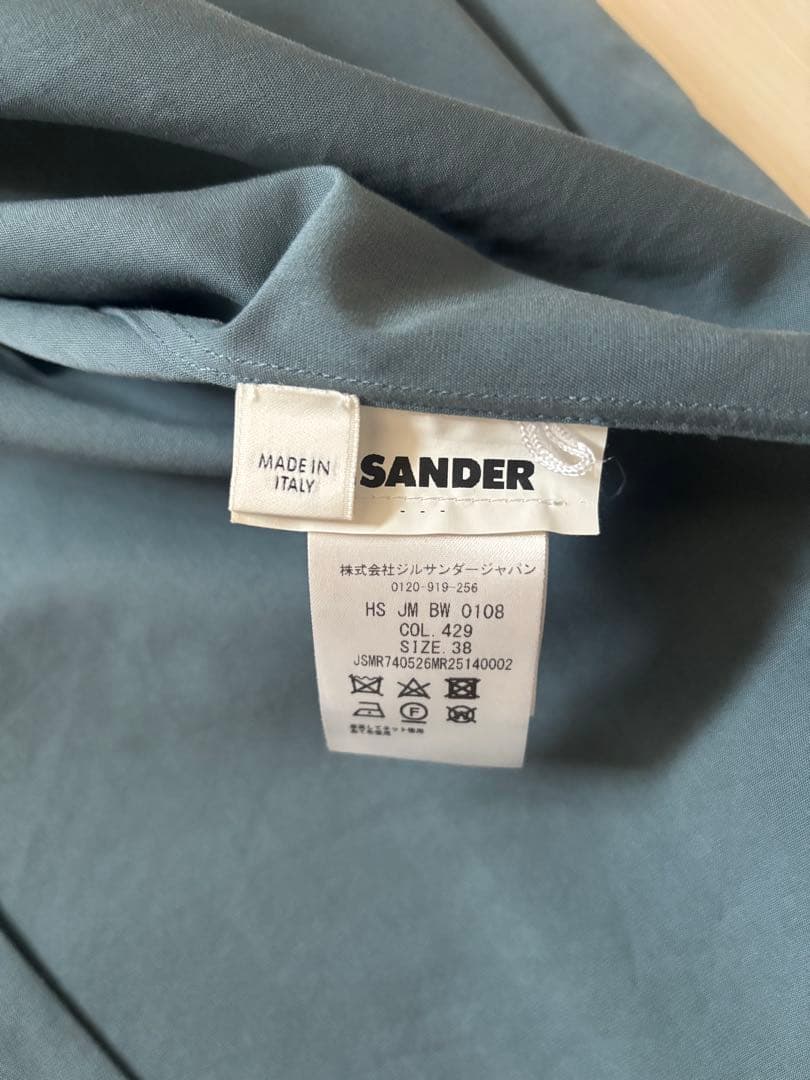 MADE IN
ITALY
SANDER
株式会社ジルサンダージャパン
0120-919-256
HS JM BW 0108
COL. 429
SIZE. 38
JSMR740526MR25140002
F
W